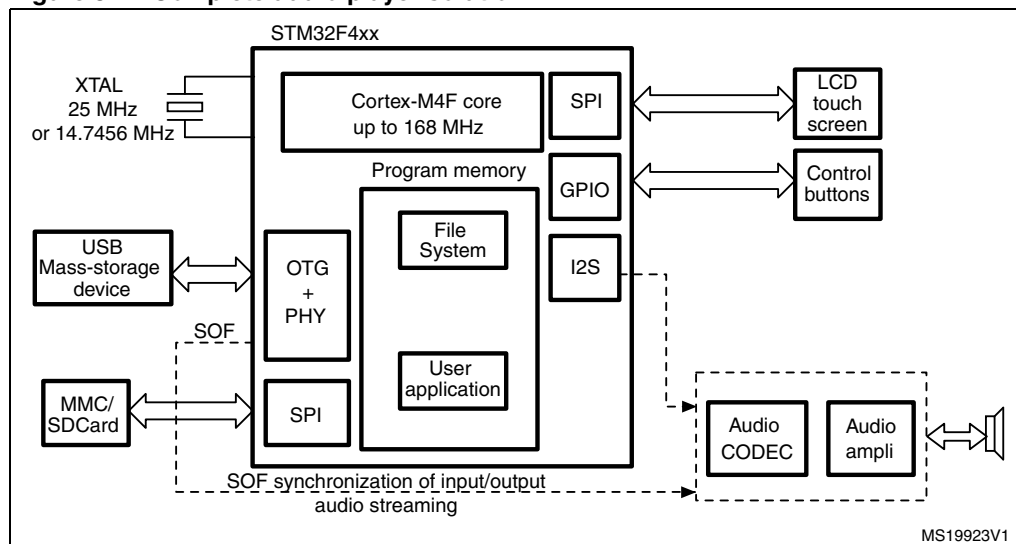 STM32F4xx
XTAL
25 MHz
or 14.7456 MHz
Cortex-M4F core
up to 168 MHz
SPI
LCD
touch
screen
Program memory
GPIO
Control
buttons
File
System
I2S
USB
Mass-storage
device
OTG
+
PHY
SOF
User
application
MMC/
SDCard
SPI
Audio
CODEC
Audio
ampli
SOF synchronization of input/output
audio streaming
MS19923V1